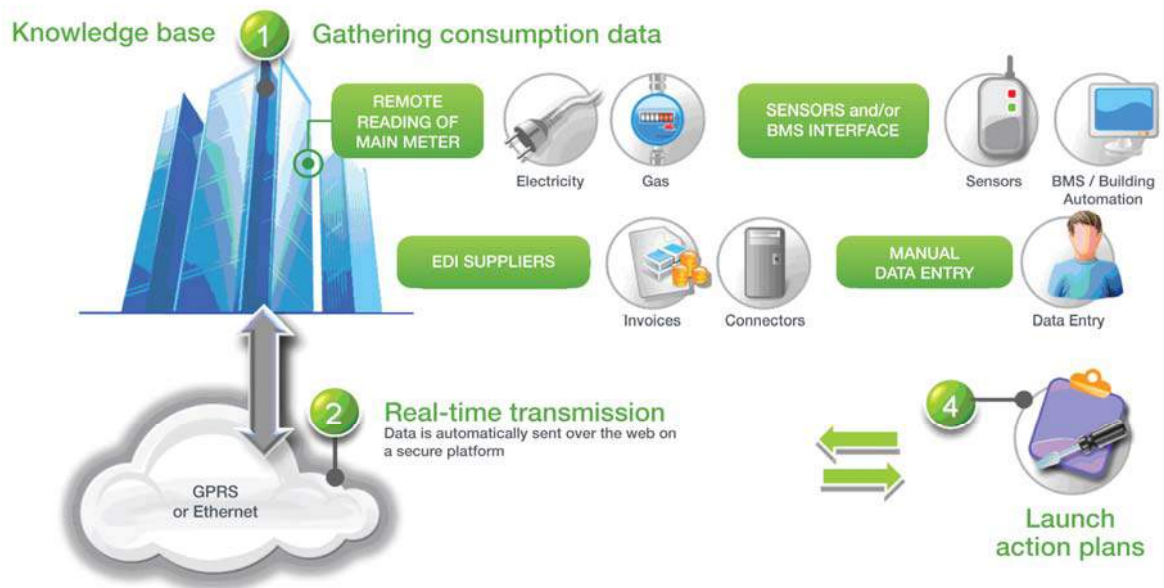 Knowledge base
1
Gathering consumption data
REMOTE
READING OF
MAIN METER
Electricity
Gas
SENSORS and/or
BMS INTERFACE
Sensors
BMS / Building
Automation
EDI SUPPLIERS
Invoices
Connectors
MANUAL
DATA ENTRY
Data Entry
2
Real-time transmission
Data is automatically sent over the web on
a secure platform
GPRS
or Ethernet
4
Launch
action plans